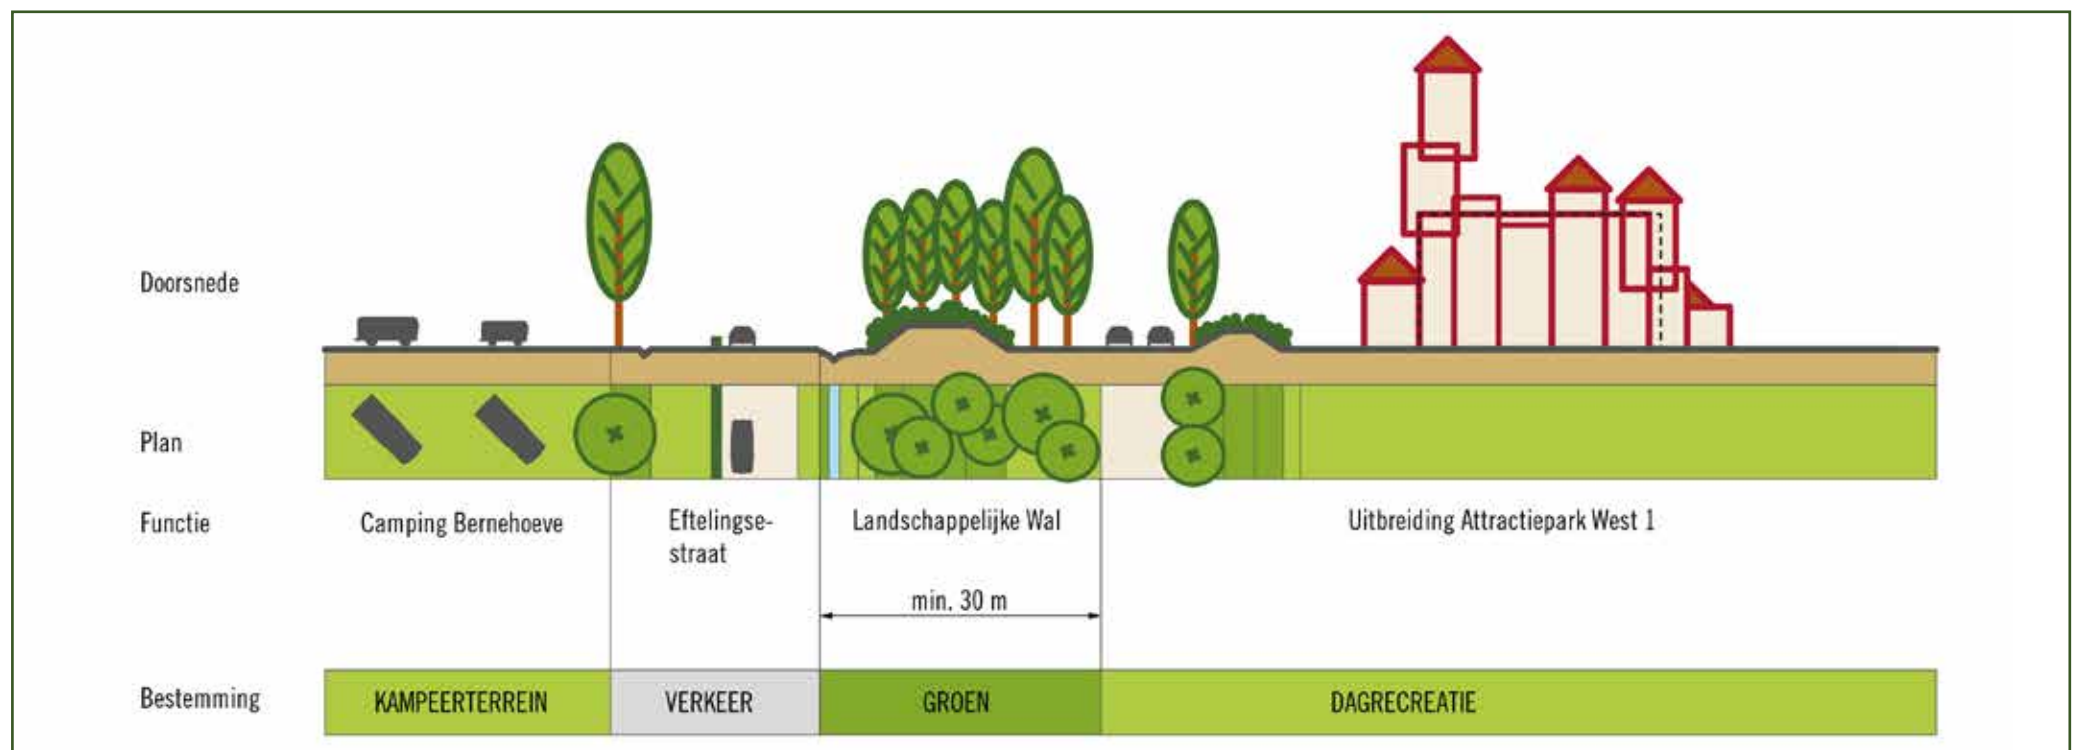 Doorsnede
Plan
Functie
Camping Bernehoeve
Eftelingse-
straat
Landschappelijke Wal
Uitbreiding Attractiepark West 1
min. 30 m
Bestemming
KAMPEERTERREIN
VERKEER
GROEN
DAGRECREATIE